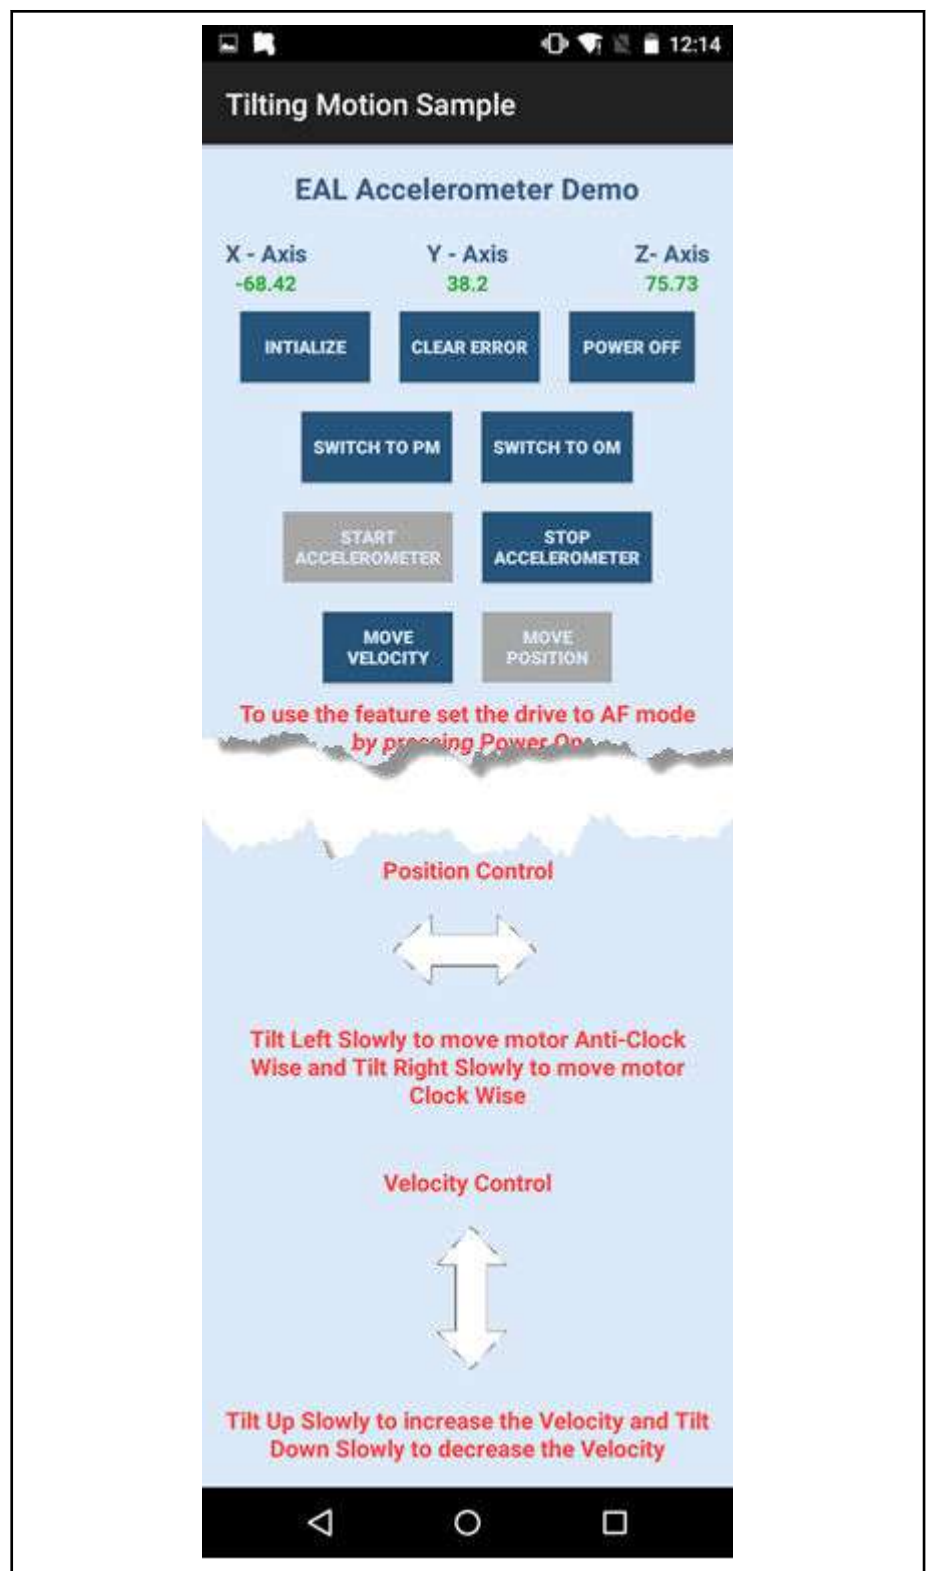 12:14
Tilting Motion Sample
EAL Accelerometer Demo
X - Axis Y - Axis Z- Axis
-68.42 38.2 75.73
INTIALIZE CLEAR ERROR POWER OFF
SWITCH TO PM SWITCH TO OM
START STOP
ACCELEROMETER ACCELEROMETER
MOVE MOVE
VELOCITY POSITION
To use the feature set the drive to AF mode
by pressing Power On
Position Control
Tilt Left Slowly to move motor Anti-Clock
Wise and Tilt Right Slowly to move motor
Clock Wise
Velocity Control
Tilt Up Slowly to increase the Velocity and Tilt
Down Slowly to decrease the Velocity